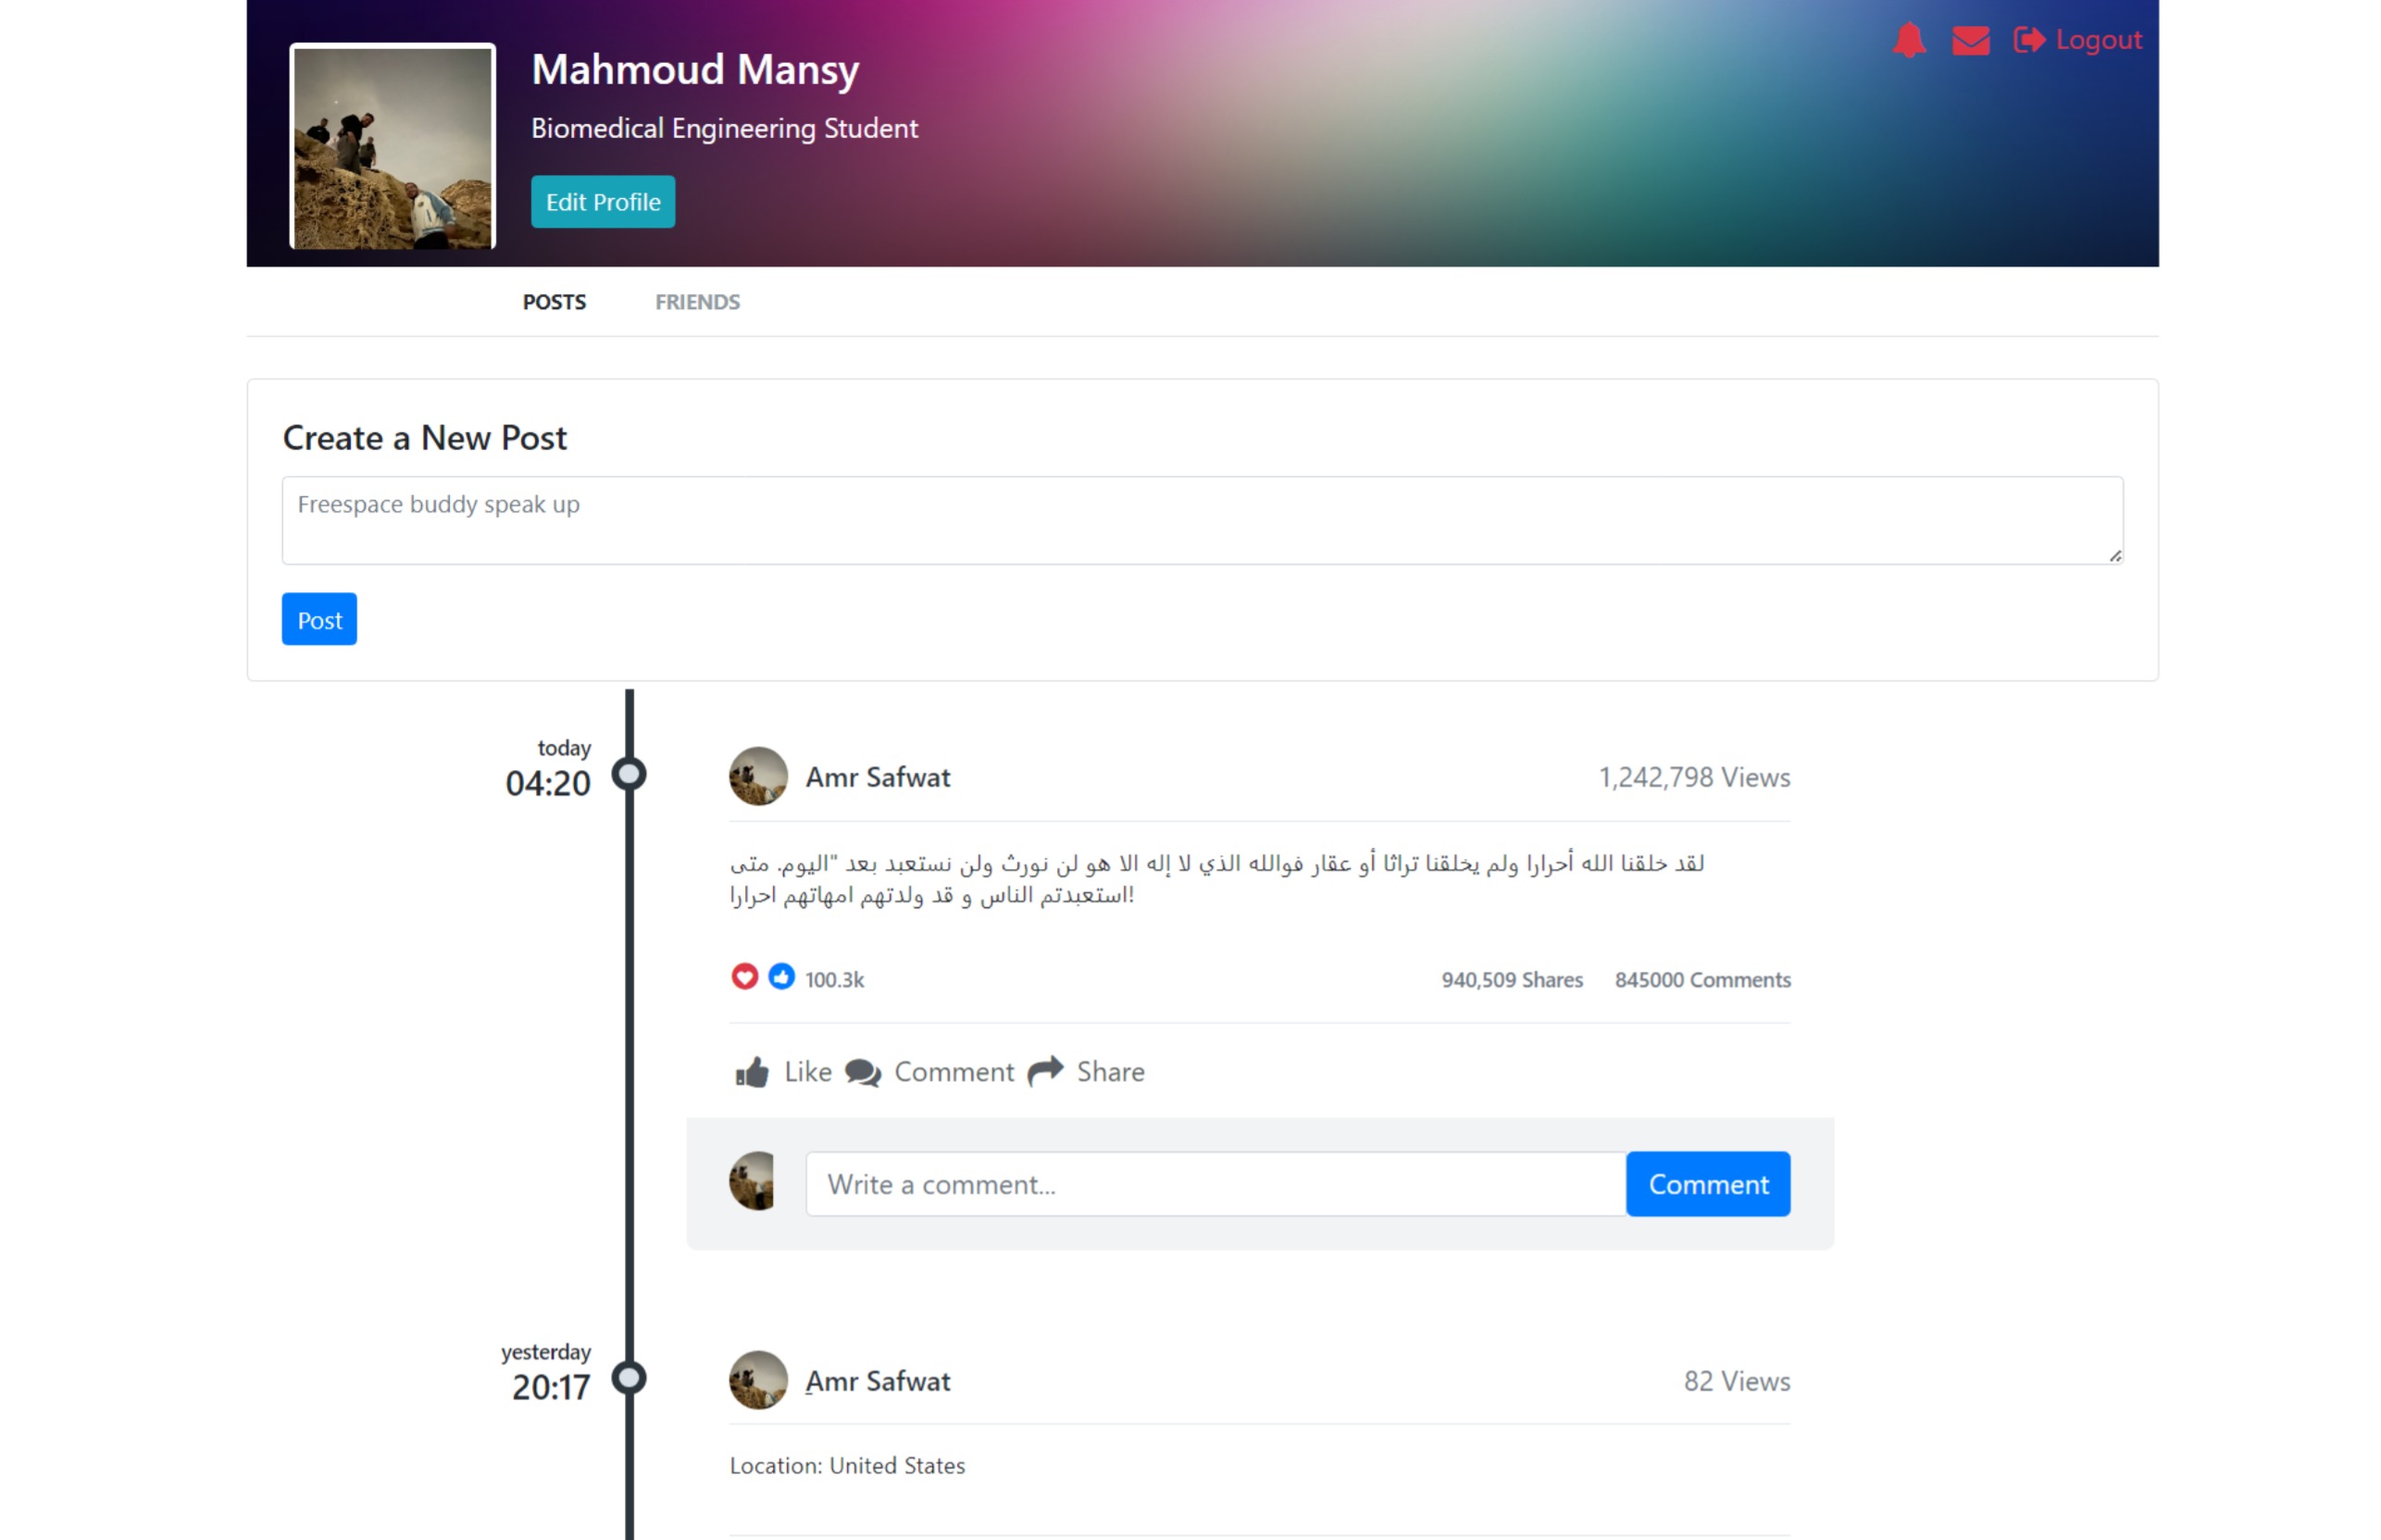 Mahmoud Mansy
Biomedical Engineering Student
Edit Profile
Logout
POSTS
FRIENDS
Create a New Post
Freespace buddy speak up
Post
today
04:20
Amr Safwat
1,242,798 Views
لقد خلقنا الله أحرارا ولم يخلقنا تراثا أو عقار فوالله الذي لا إله الا هو لن نورث ولن نستعبد بعد "اليوم. متى
استعبدتم الناس و قد ولدتهم امهاتهم احرارا!
100.3k
940,509 Shares
845000 Comments
Like
Comment
Share
Write a comment...
Comment
yesterday
20:17
Amr Safwat
82 Views
Location: United States